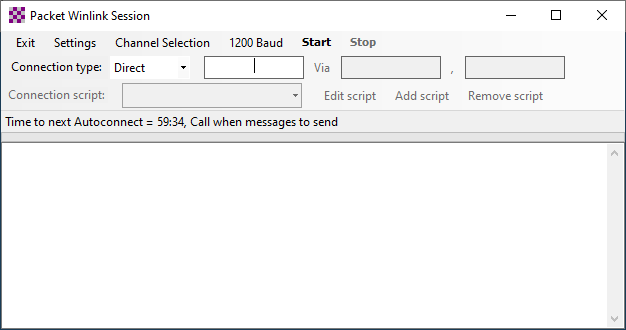 Packet Winlink Session
Exit Settings Channel Selection 1200 Baud Start Stop
Connection type: Direct Via ,
Connection script: Edit script Add script Remove script
Time to next Autoconnect = 59:34, Call when messages to send